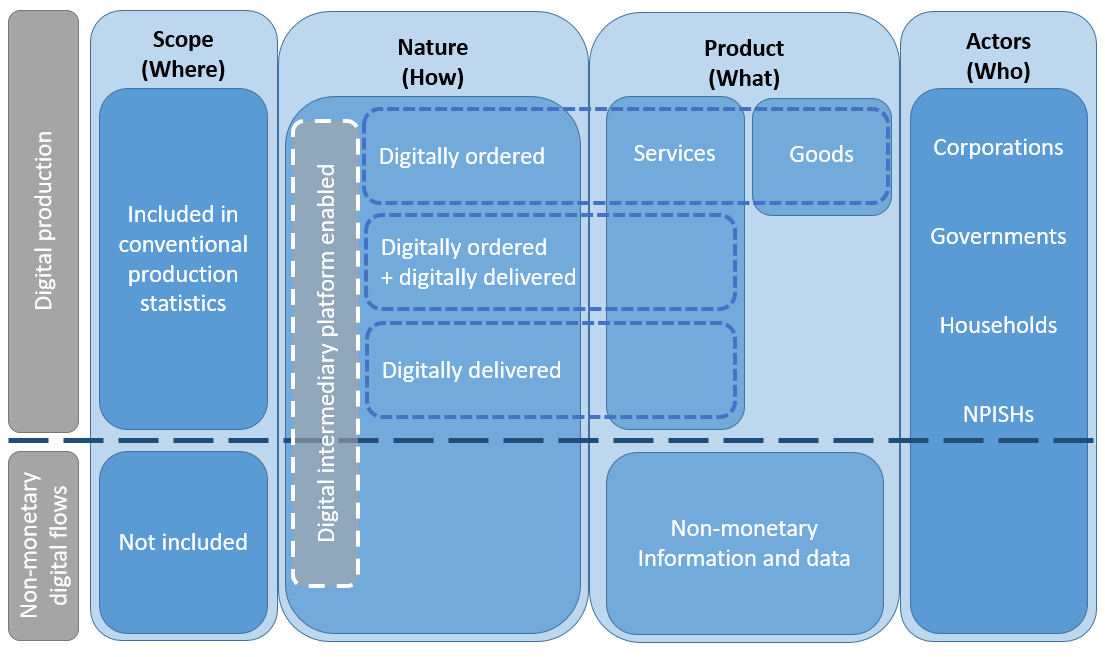 Scope
(Where)
Nature
(How)
Product
(What)
Actors
(Who)
Digital production
Included in
conventional
production
statistics
Digital intermediary platform enabled
Digitally ordered
Digitally ordered
+ digitally delivered
Digitally delivered
Services
Goods
Corporations
Governments
Households
NPISHs
Non-monetary
digital flows
Not included
Non-monetary
Information and data